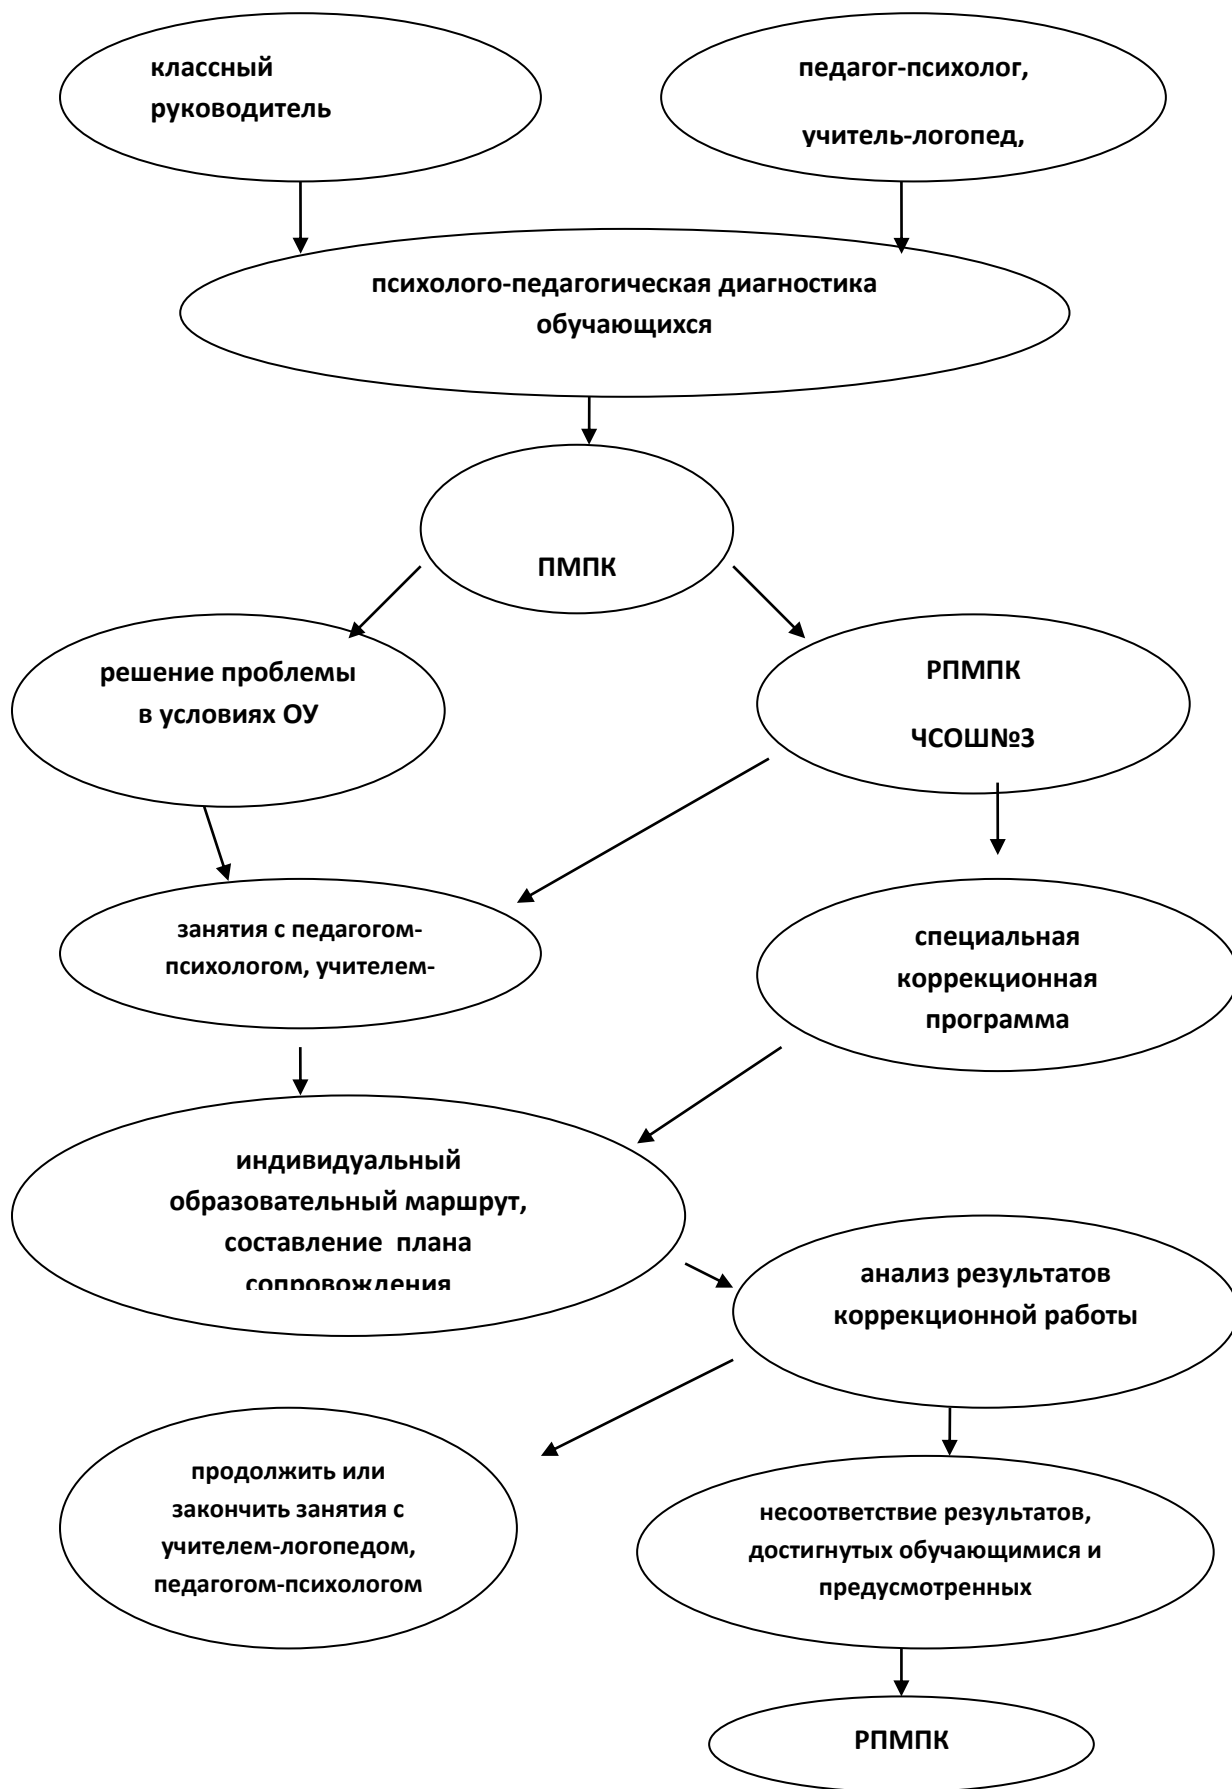 классный
руководитель
педагог-психолог,
учитель-логопед,
психолого-педагогическая диагностика
обучающихся
ПМПК
решение проблемы
в условиях ОУ
РПМПК
ЧСОШ№3
занятия с педагогом-
психологом, учителем-
специальная
коррекционная
программа
индивидуальный
образовательный маршрут,
составление плана
сопровождения
анализ результатов
коррекционной работы
продолжить или
закончить занятия с
учителем-логопедом,
педагогом-психологом
несоответствие результатов,
достигнутых обучающимися и
предусмотренных
РПМПК